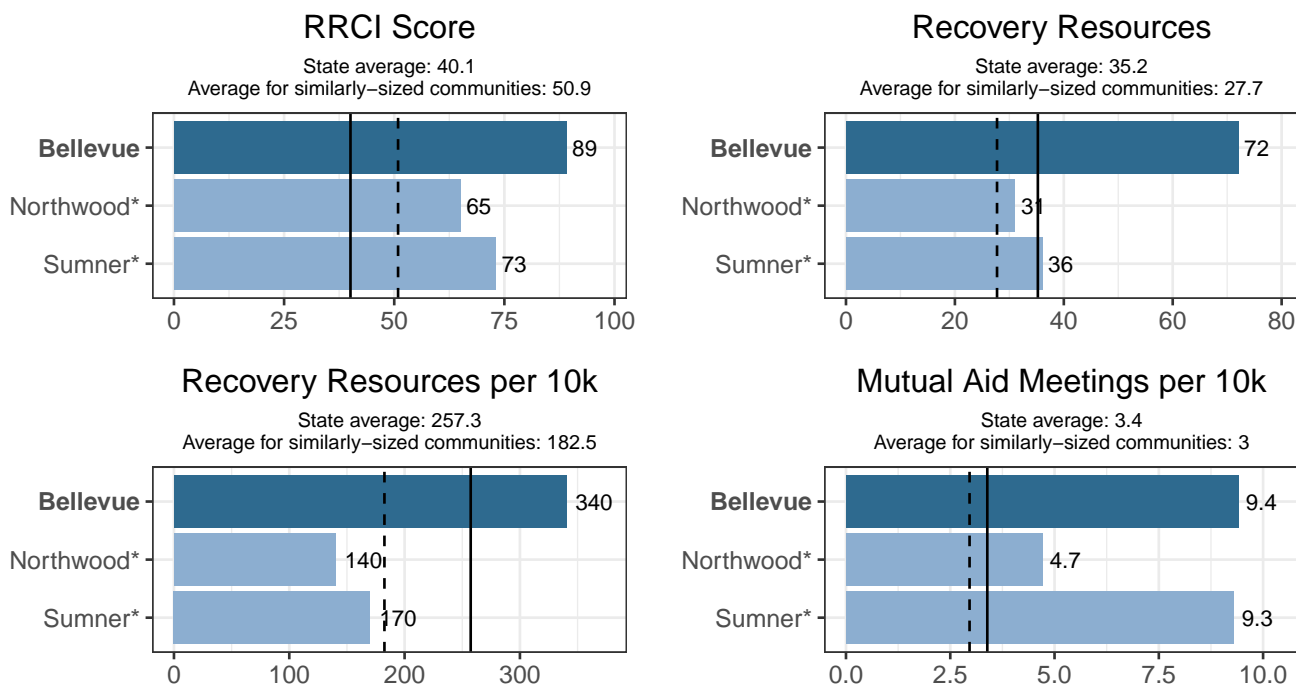 RRCI Score
State average: 40.1
Average for similarly−sized communities: 50.9
Bellevue
89
Northwood*
65
Sumner*
73
0 25 50 75 100
Recovery Resources
State average: 35.2
Average for similarly−sized communities: 27.7
Bellevue
72
Northwood*
31
Sumner*
36
0 20 40 60 80
Recovery Resources per 10k
State average: 257.3
Average for similarly−sized communities: 182.5
Bellevue
340
Northwood*
140
Sumner*
170
0 100 200 300
Mutual Aid Meetings per 10k
State average: 3.4
Average for similarly−sized communities: 3
Bellevue
9.4
Northwood*
4.7
Sumner*
9.3
0.0 2.5 5.0 7.5 10.0